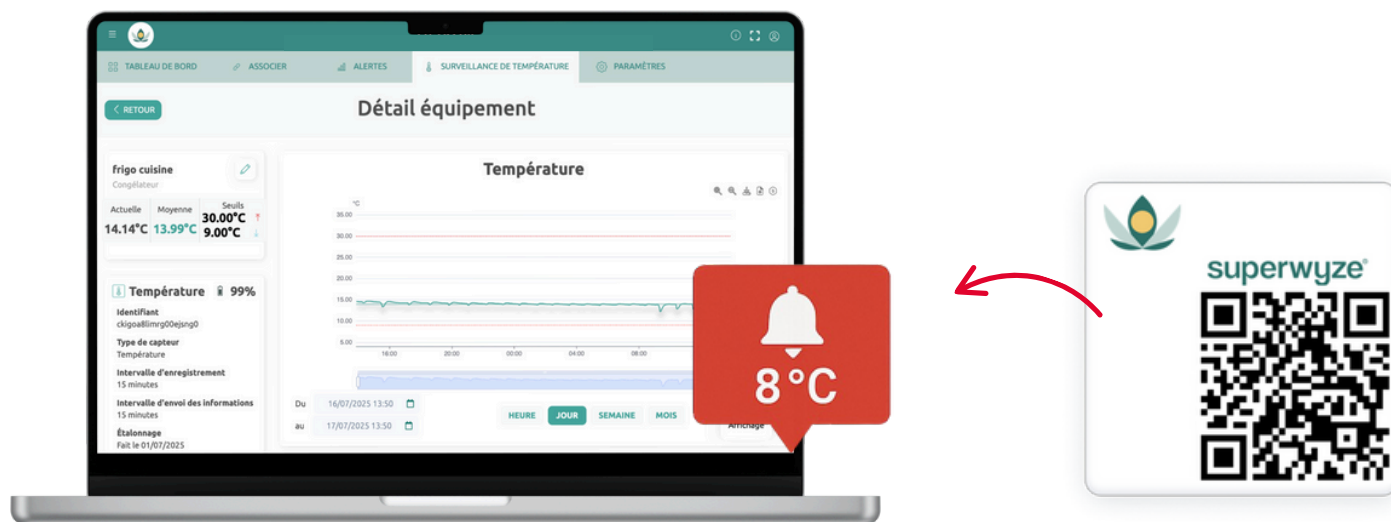 TABLEAU DE BORD
ASSOCIER
ALERTES
SURVEILLANCE DE TEMPÉRATURE
PARAMÈTRES
< RETOUR
Détail équipement
frigo cuisine
Congélateur
Actuelle
Moyenne
Seuils
14.14°C
13.99°C
30.00°C
9.00°C
Température
99%
Identifiant
Type de capteur
Température
Intervalle d'enregistrement
15 minutes
Intervalle d'envoi des informations
15 minutes
Étalonnage
Fait le 01/07/2025
Température
°C
35.00
30.00
25.00
20.00
15.00
10.00
5.00
16:00
20:00
00:00
04:00
08:00
Du
16/07/2025 13:50
au
17/07/2025 13:50
HEURE
JOUR
SEMAINE
MOIS
Affichage
8°C
superwyze®